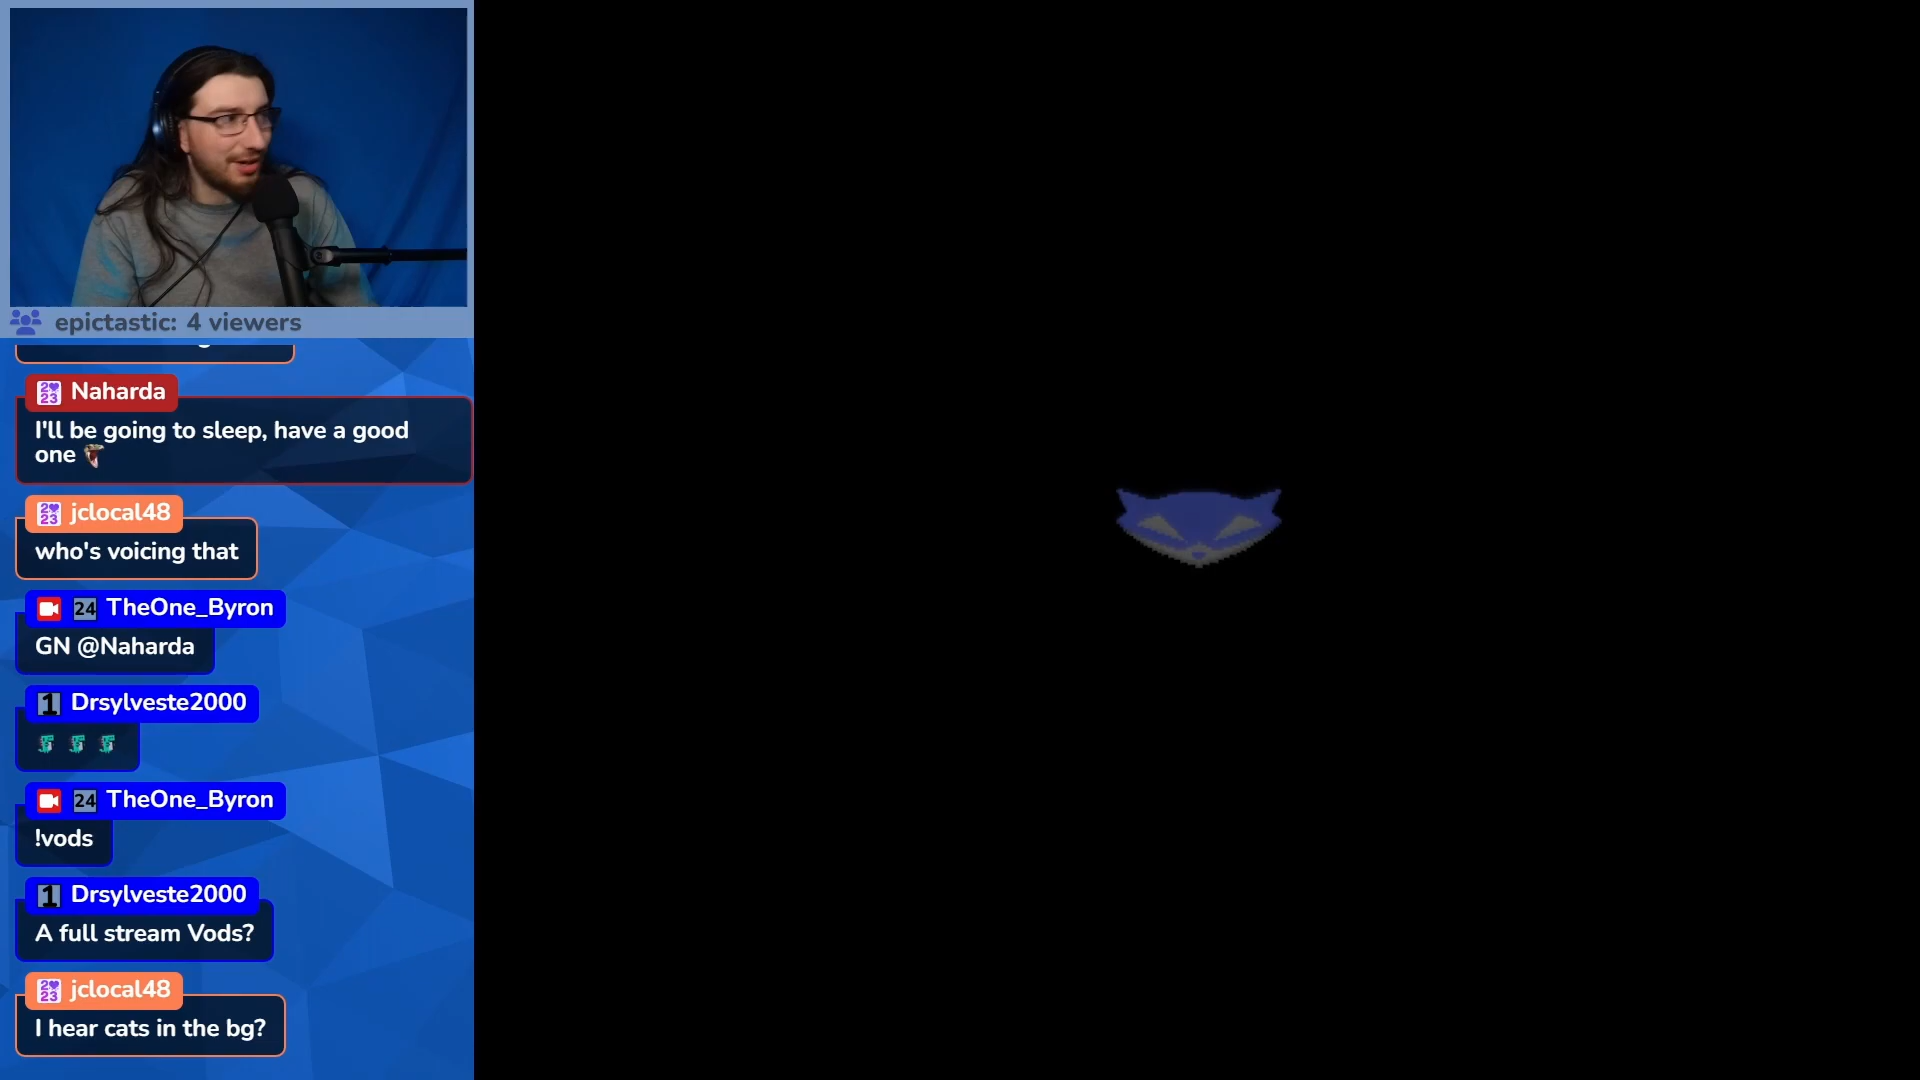 epictastic: 4 viewers
Naharda
I'll be going to sleep, have a good
one
jclocal48
who's voicing that
24 TheOne_Byron
GN @Naharda
1 Drsylveste2000
24 TheOne_Byron
!vods
1 Drsylveste2000
A full stream Vods?
jclocal48
I hear cats in the bg?